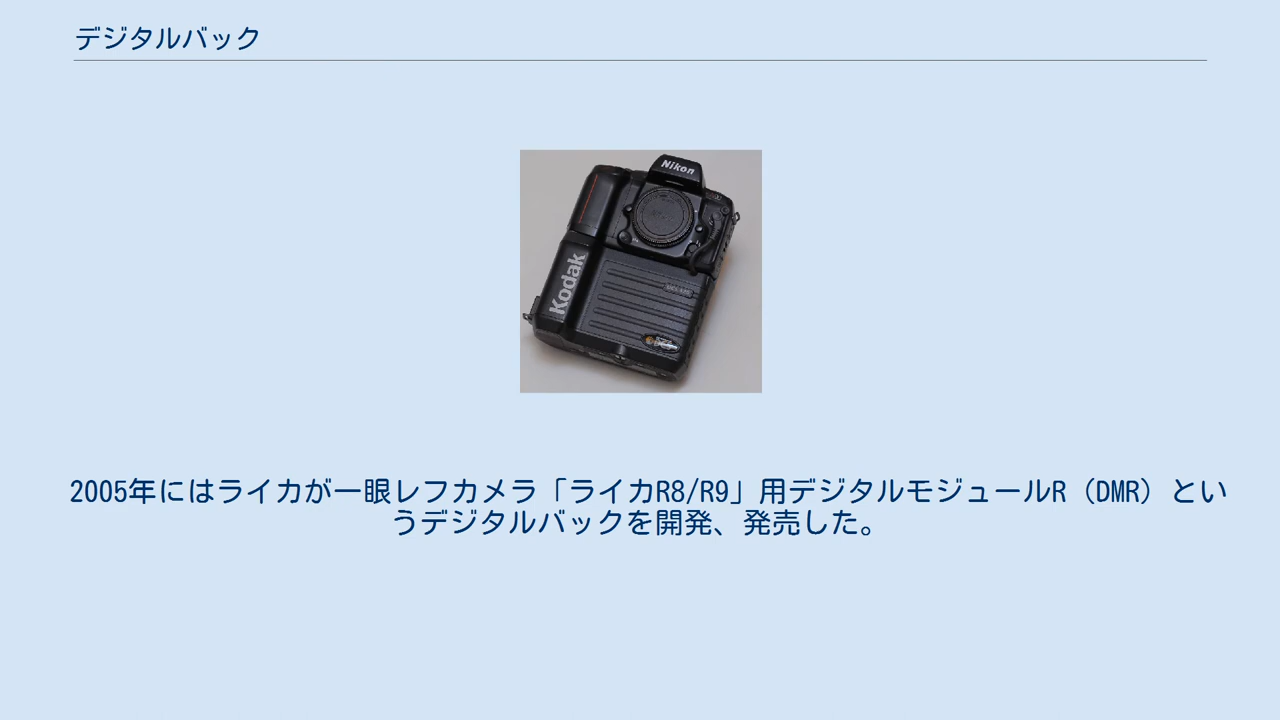 デジタルバック
Nikon
Kodak
2005年にはライカが一眼レフカメラ「ライカR8/R9」用デジタルモジュールR（DMR）とい
うデジタルバックを開発、発売した。